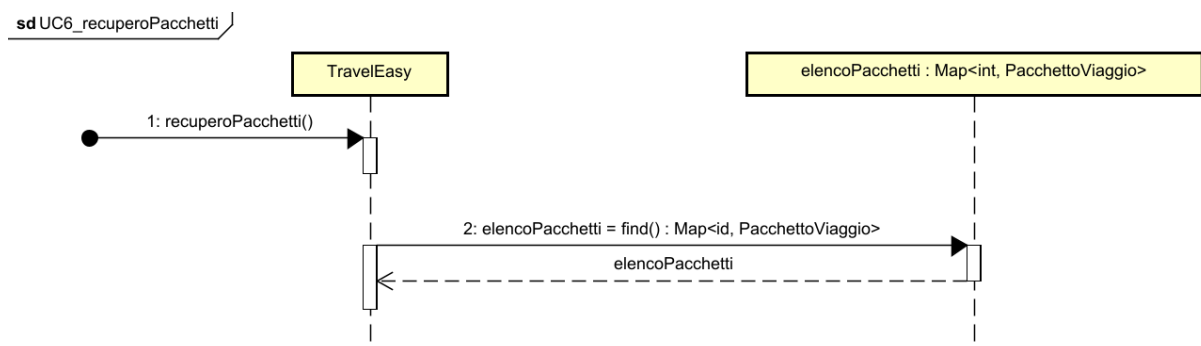 sd UC6_recuperoPacchetti
TravelEasy
elencoPacchetti : Map<int, PacchettoViaggio>
1: recuperoPacchetti()
2: elencoPacchetti = find() : Map<id, PacchettoViaggio>
elencoPacchetti